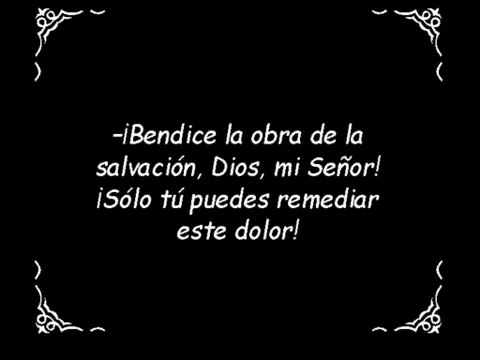 -¡Bendice la obra de la
salvación, Dios, mi Señor!
¡Sólo tú puedes remediar
este dolor!